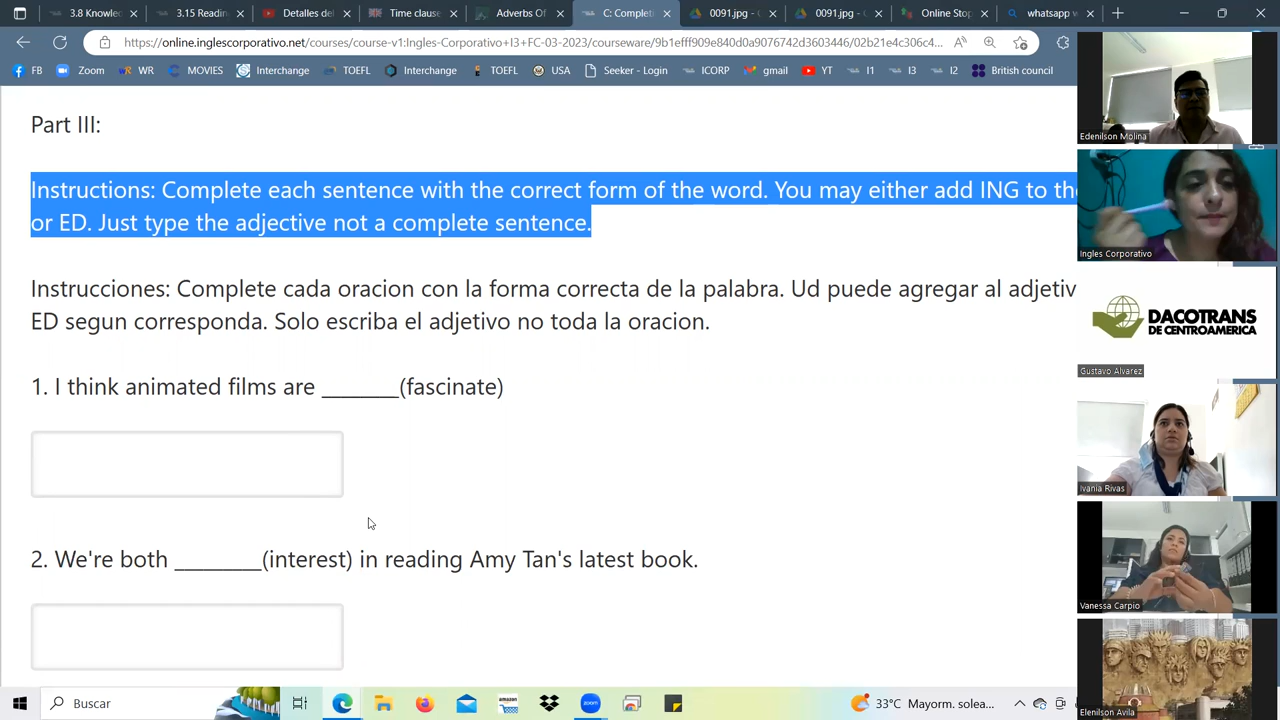 3.8 Knowled
3.15 Readin
Detalles del
Time clause
Adverbs Of
C: Complet
0091.jpg - G
0091.jpg - G
Online Stop
whatsapp w
https://online.inglescorporativo.net/courses/course-v1:Ingles-Corporativo+I3+FC-03-2023/courseware/9b1efff909e840d0a9076742d3603446/02b21e4c306c4...
FB
Zoom
WR
MOVIES
Interchange
TOEFL
Interchange
TOEFL
USA
Seeker - Login
ICORP
gmail
YT
I1
I3
I2
British council
Part III:
Instructions: Complete each sentence with the correct form of the word. You may either add ING to the
or ED. Just type the adjective not a complete sentence.
Instrucciones: Complete cada oracion con la forma correcta de la palabra. Ud puede agregar al adjetiv
ED segun corresponda. Solo escriba el adjetivo no toda la oracion.
1. I think animated films are _______(fascinate)
2. We're both ________(interest) in reading Amy Tan's latest book.
Edenilson Molina
Ingles Corporativo
DACOTRANS
DE CENTROAMERICA
Gustavo Alvarez
Ivania Rivas
Vanessa Carpio
Elenilson Avila
Buscar
amazon
zoom
33°C Mayorm. solea...